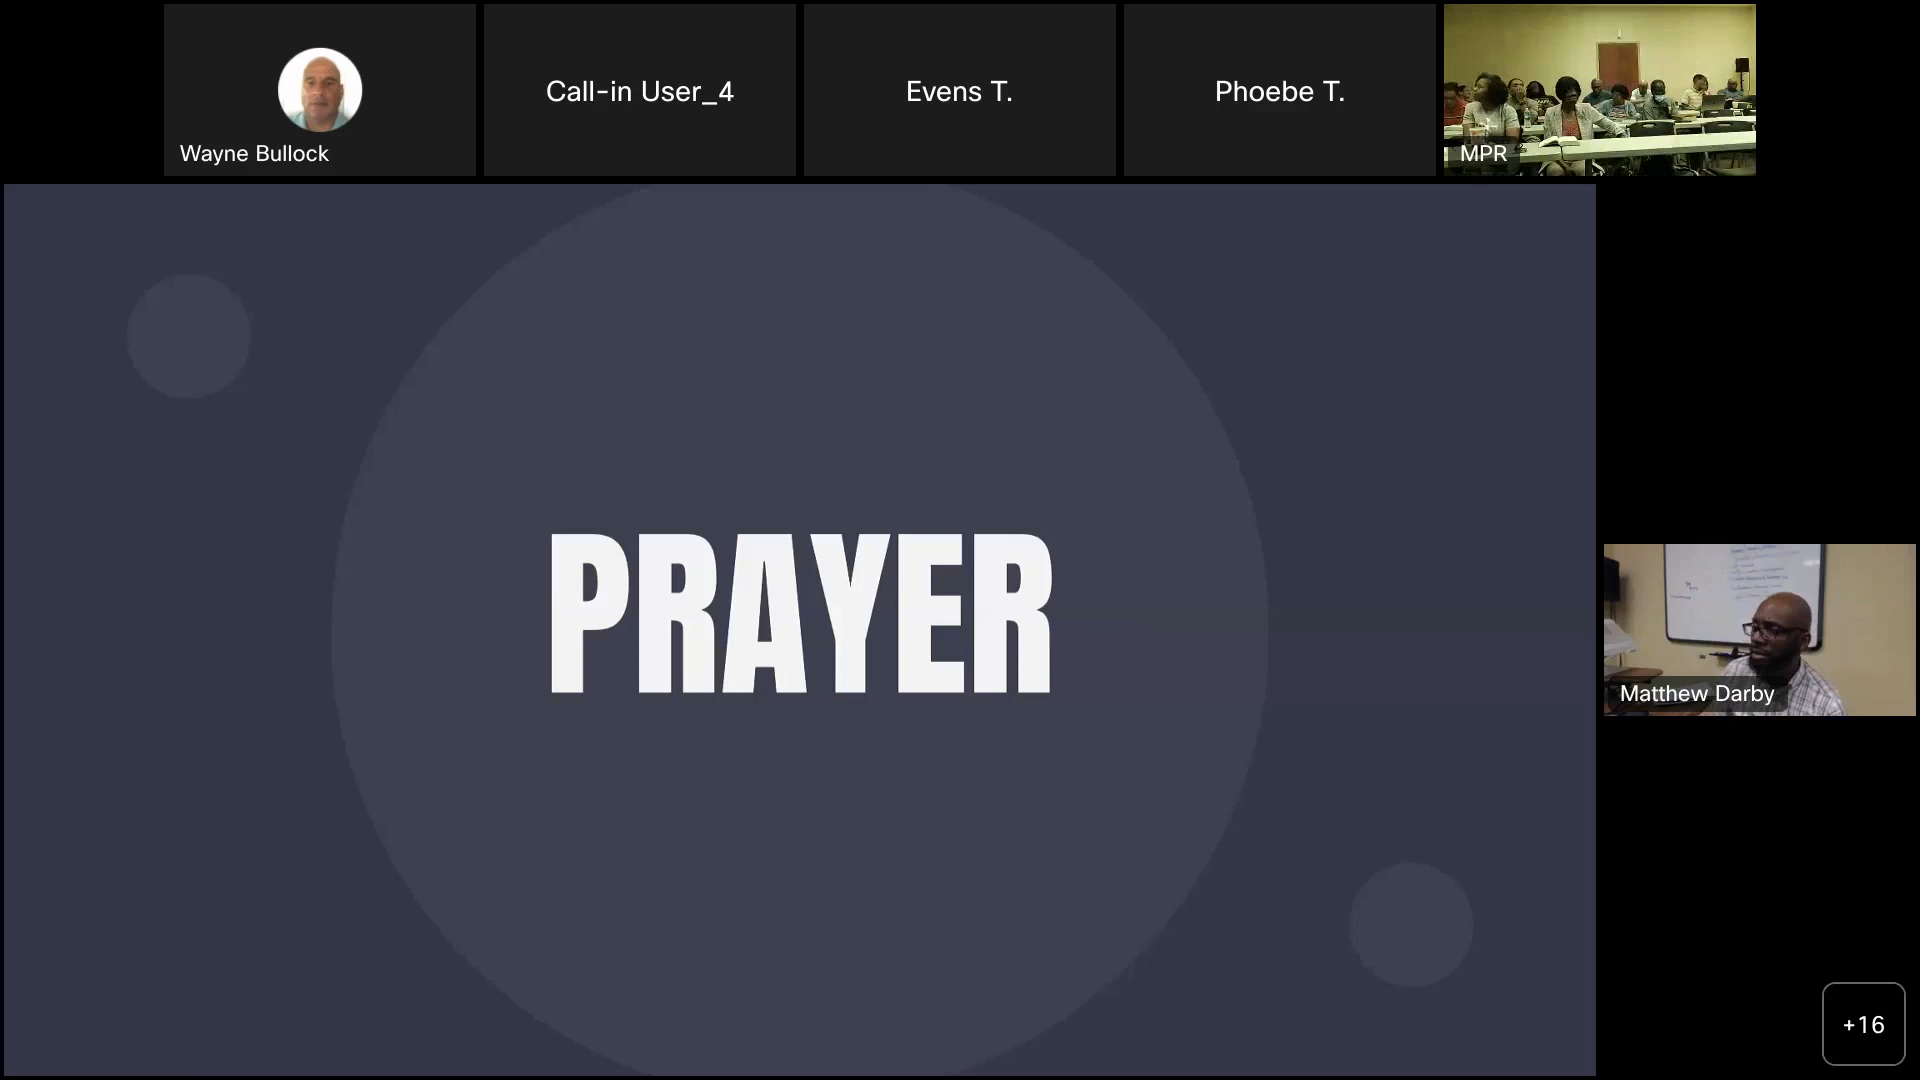 Wayne Bullock
Call-in User_4
Evens T.
Phoebe T.
MPR
PRAYER
Matthew Darby
+16